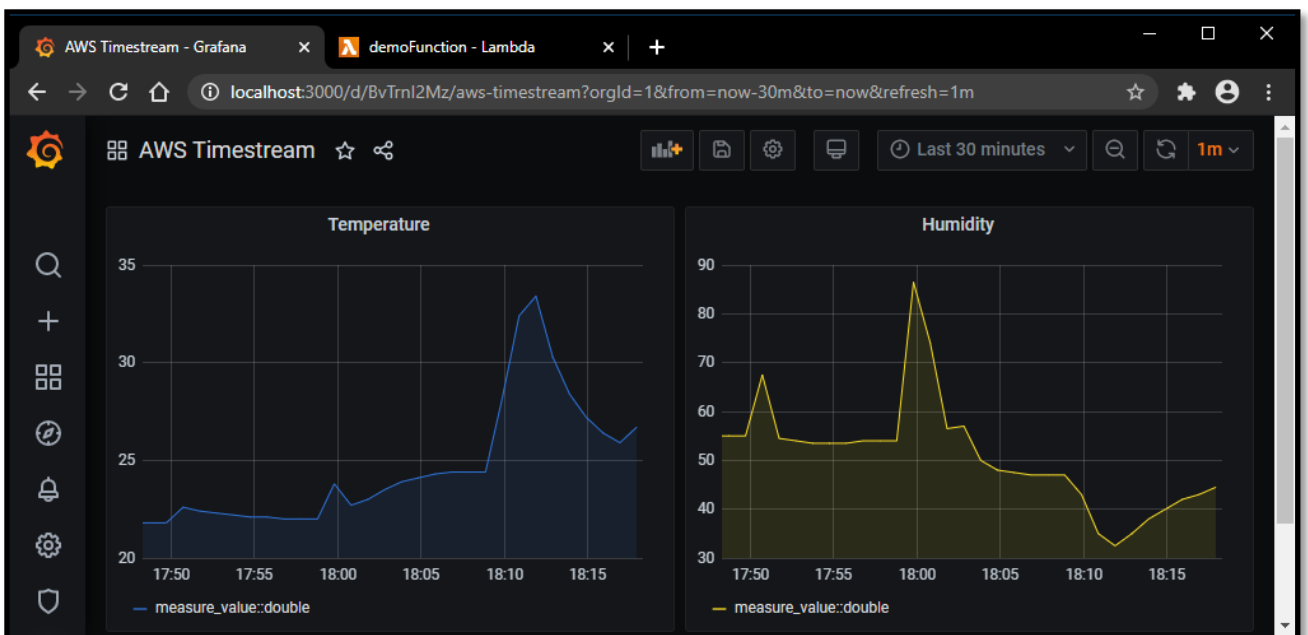 AWS Timestream - Grafana
demoFunction - Lambda
localhost:3000/d/BvTrnI2Mz/aws-timestream?orgId=1&from=now-30m&to=now&refresh=1m
AWS Timestream
Last 30 minutes
1m
Temperature
35
30
25
20
17:50 17:55 18:00 18:05 18:10 18:15
measure_value::double
Humidity
90
80
70
60
50
40
30
17:50 17:55 18:00 18:05 18:10 18:15
measure_value::double